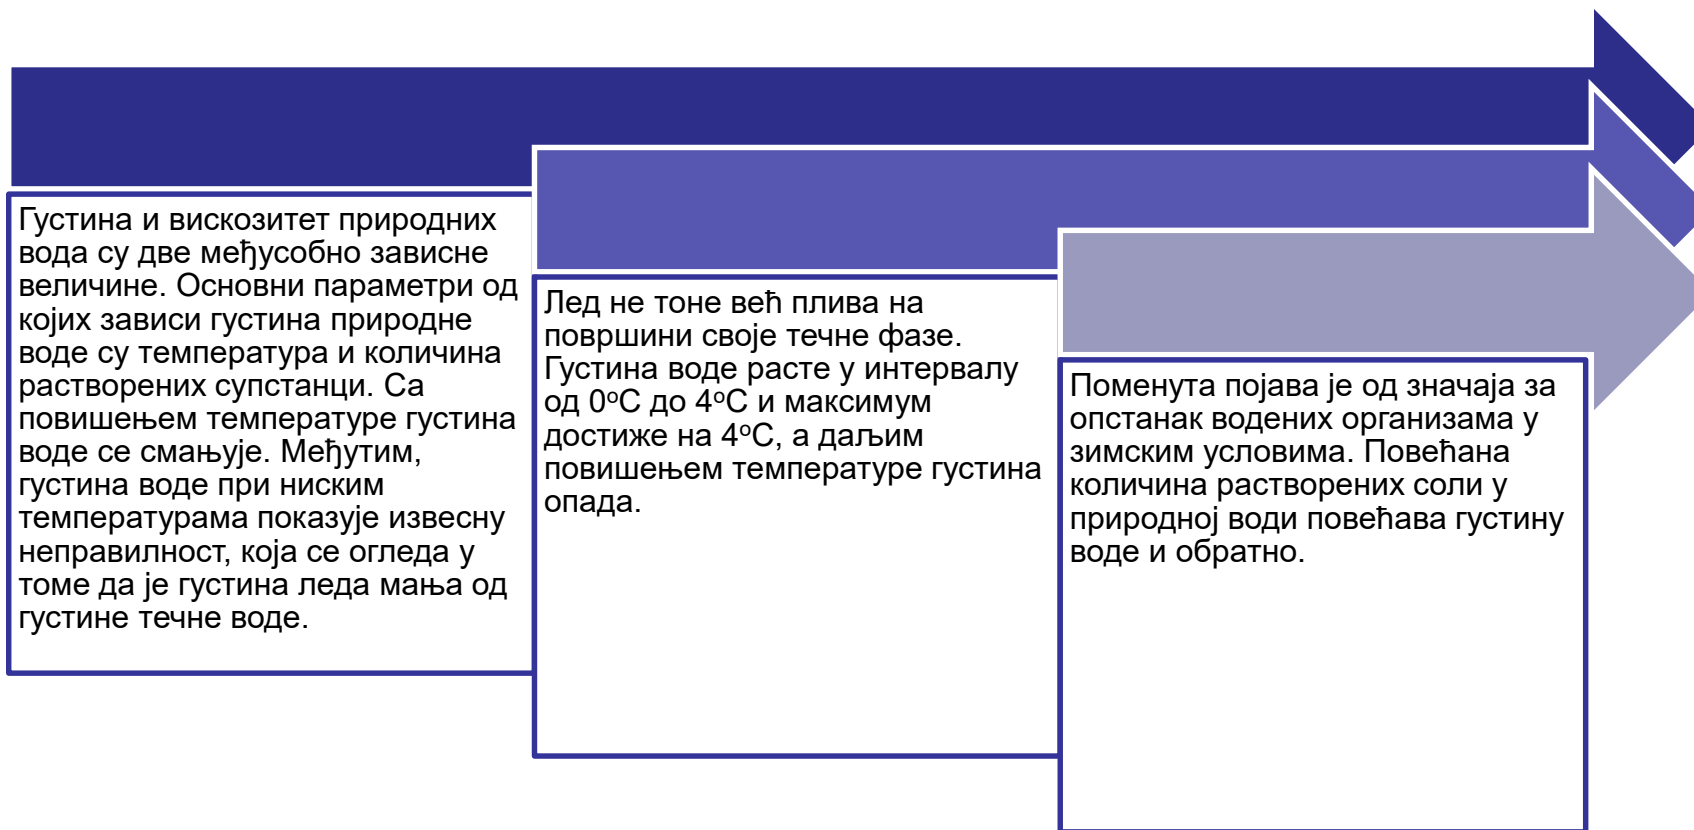 Густина и вискозитет природних
вода су две међусобно зависне
величине. Основни параметри од
којих зависи густина природне
воде су температура и количина
растворених супстанци. Са
повишењем температуре густина
воде се смањује. Међутим,
густина воде при ниским
температурама показује извесну
неправилност, која се огледа у
томе да је густина леда мања од
густине течне воде.
Лед не тоне већ плива на
површини своје течне фазе.
Густина воде расте у интервалу
од 0ᵒC до 4ᵒC и максимум
достиже на 4ᵒC, а даљим
повишењем температуре густина
опада.
Поменута појава је од значаја за
опстанак водених организама у
зимским условима. Повећана
количина растворених соли у
природној води повећава густину
воде и обратно.